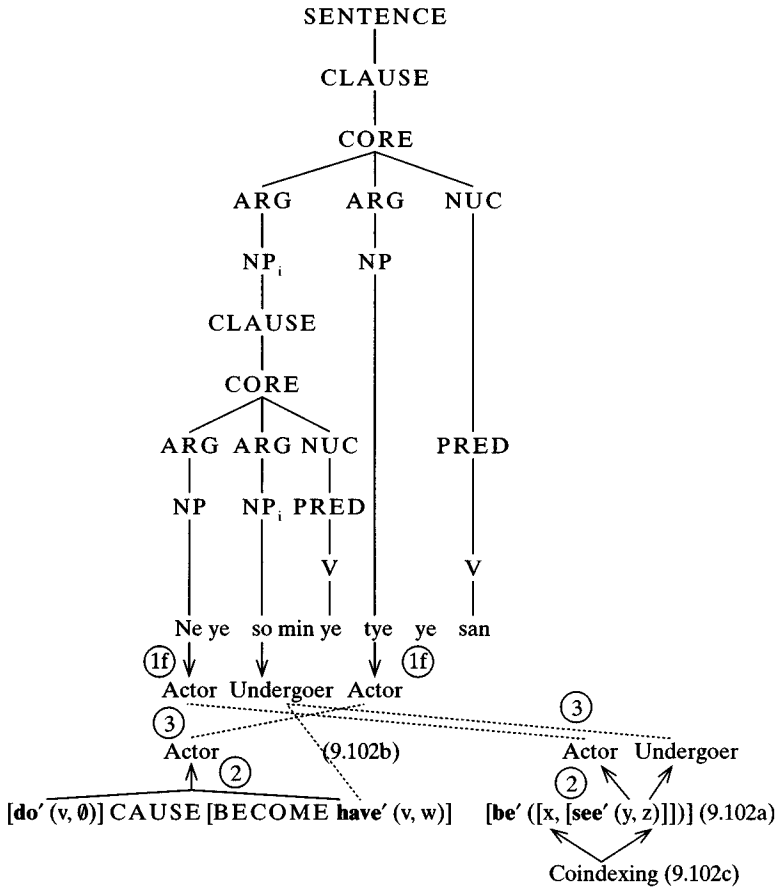 SENTENCE
CLAUSE
CORE
ARG ARG NUC
NPᵢ NP
CLAUSE
CORE
ARG ARG NUC PRED
NP NPᵢ PRED
V V
Ne ye so min ye tye ye san
1f 1f
Actor Undergoer Actor
3 3
Actor (9.102b) Actor Undergoer
2 2
[do′ (v, ∅)] CAUSE [BECOME have′ (v, w)] [be′ ([x, [see′ (y, z)]])] (9.102a)
Coindexing (9.102c)